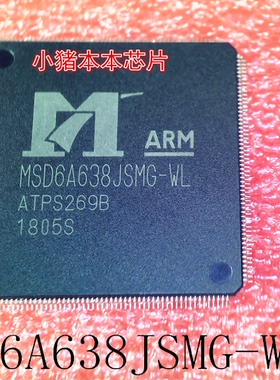 小猪本本芯片
ARM
MSD6A638JSMG-WL
ATPS269B
1805S
6A638JSMG-W